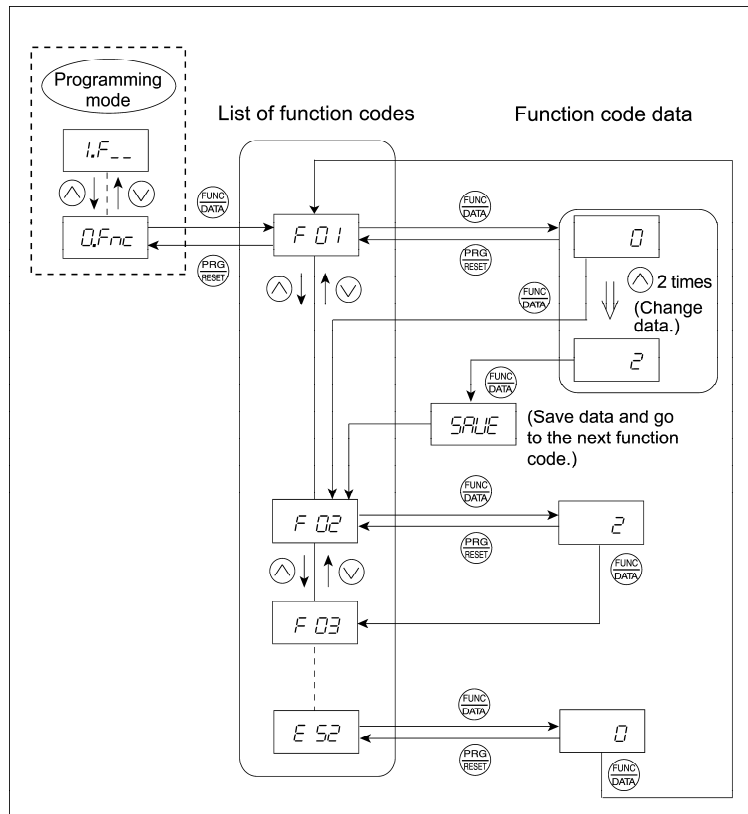 Programming
mode
List of function codes
Function code data
1.F_ _
0.Fnc
FUNC
DATA
PRG
RESET
F 01
FUNC
DATA
PRG
RESET
0
FUNC
DATA
2 times
(Change
data.)
2
FUNC
DATA
SAVE
(Save data and go
to the next function
code.)
F 02
FUNC
DATA
PRG
RESET
2
FUNC
DATA
F 03
E 52
FUNC
DATA
PRG
RESET
0
FUNC
DATA